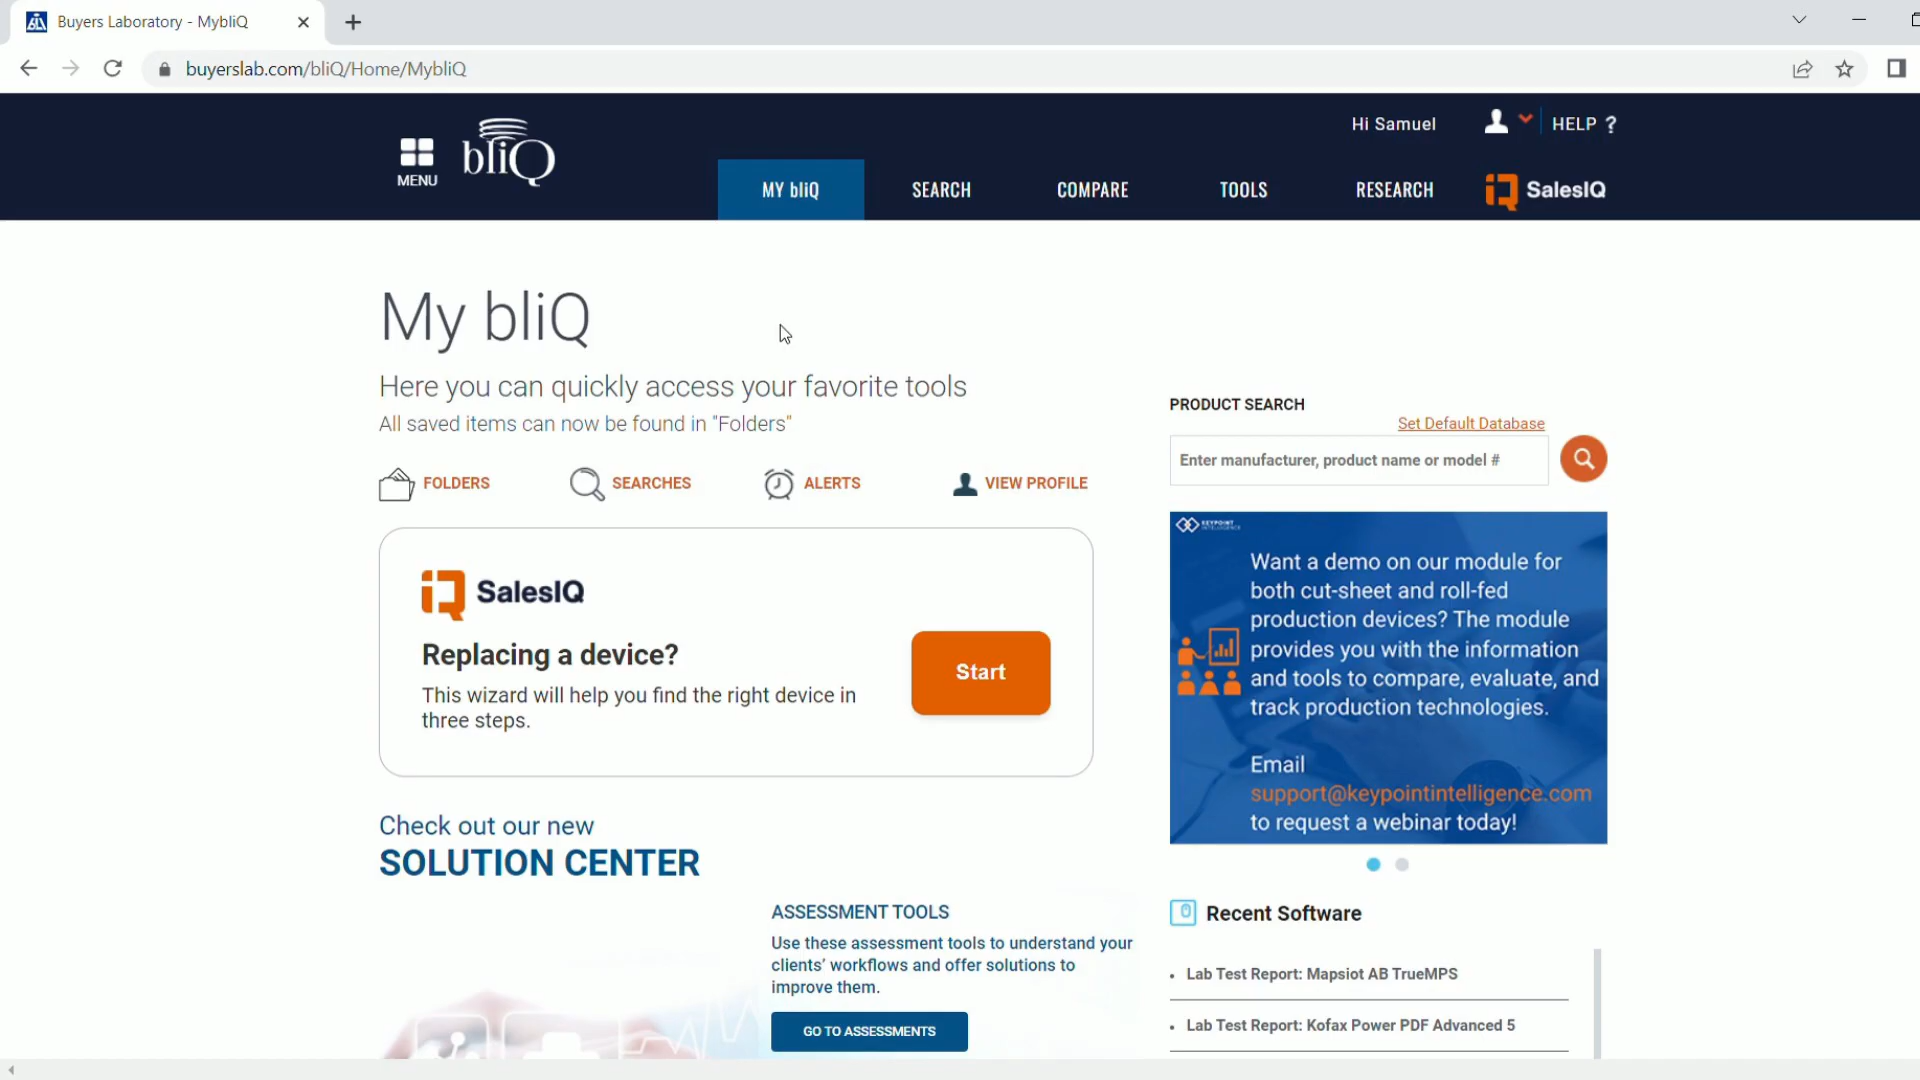 Buyers Laboratory - MybliQ
buyerslab.com/bliQ/Home/MybliQ
Hi Samuel
HELP ?
MENU
bliQ
MY bliQ
SEARCH
COMPARE
TOOLS
RESEARCH
SalesIQ
My bliQ
Here you can quickly access your favorite tools
All saved items can now be found in "Folders"
FOLDERS
SEARCHES
ALERTS
VIEW PROFILE
SalesIQ
Replacing a device?
This wizard will help you find the right device in
three steps.
Start
Check out our new
SOLUTION CENTER
ASSESSMENT TOOLS
Use these assessment tools to understand your
clients' workflows and offer solutions to
improve them.
GO TO ASSESSMENTS
PRODUCT SEARCH
Set Default Database
Enter manufacturer, product name or model #
KEYPOINT
INTELLIGENCE
Want a demo on our module for
both cut-sheet and roll-fed
production devices? The module
provides you with the information
and tools to compare, evaluate, and
track production technologies.
Email
support@keypointintelligence.com
to request a webinar today!
Recent Software
• Lab Test Report: Mapsiot AB TrueMPS
• Lab Test Report: Kofax Power PDF Advanced 5